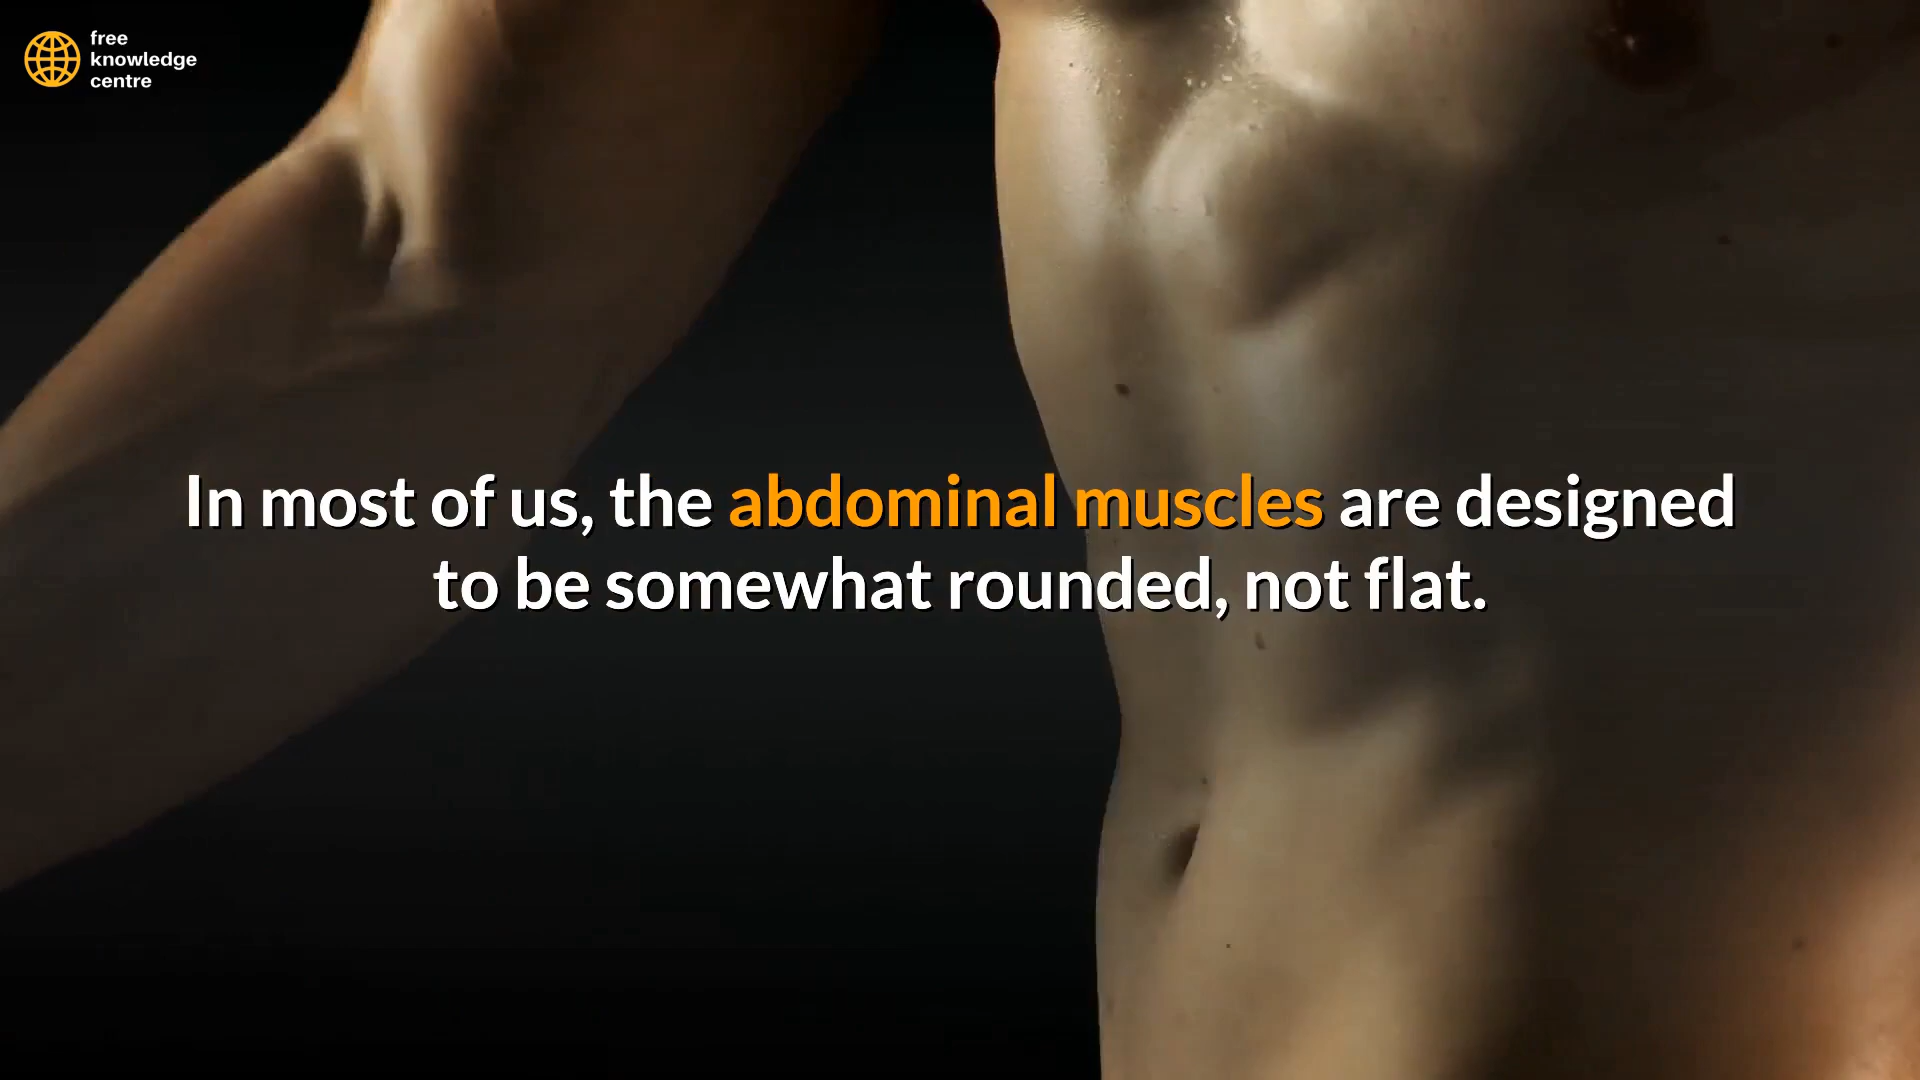 free
knowledge
centre
In most of us, the abdominal muscles are designed
to be somewhat rounded, not flat.